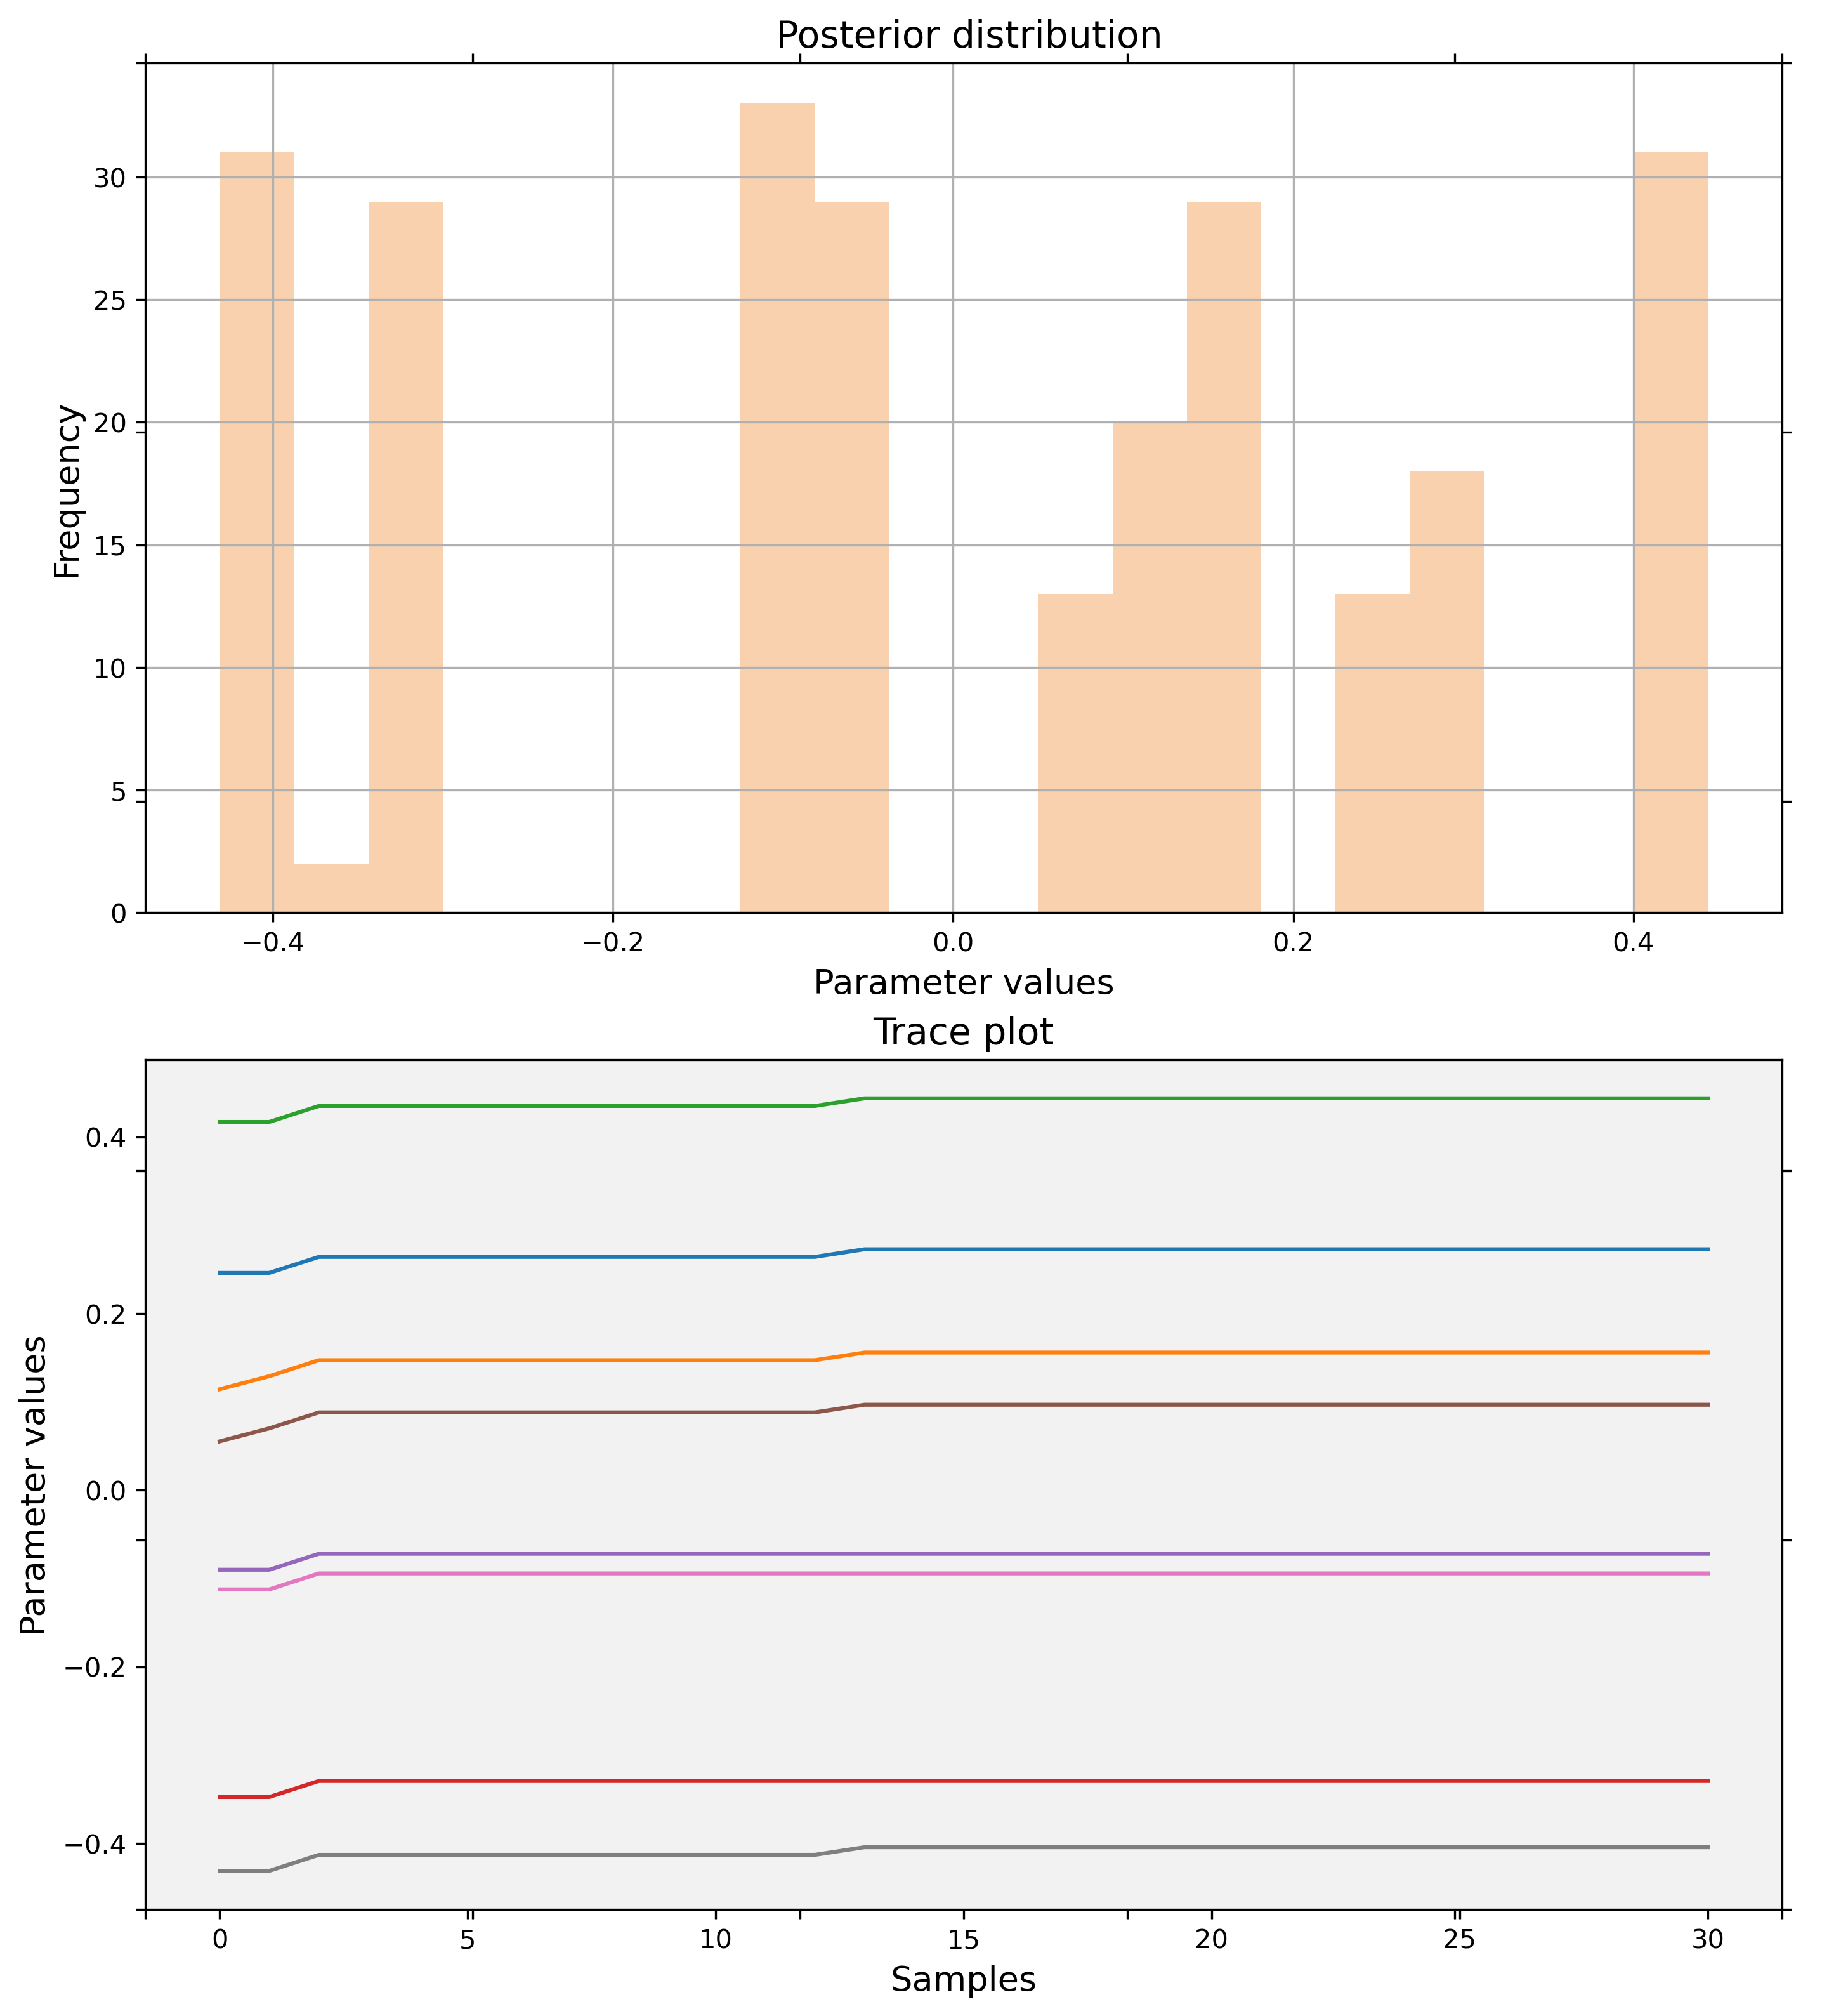 Posterior distribution
30
25
20
15
10
5
0
Frequency
−0.4 −0.2 0.0 0.2 0.4
Parameter values
Trace plot
0.4
0.2
0.0
−0.2
−0.4
Parameter values
0 5 10 15 20 25 30
Samples